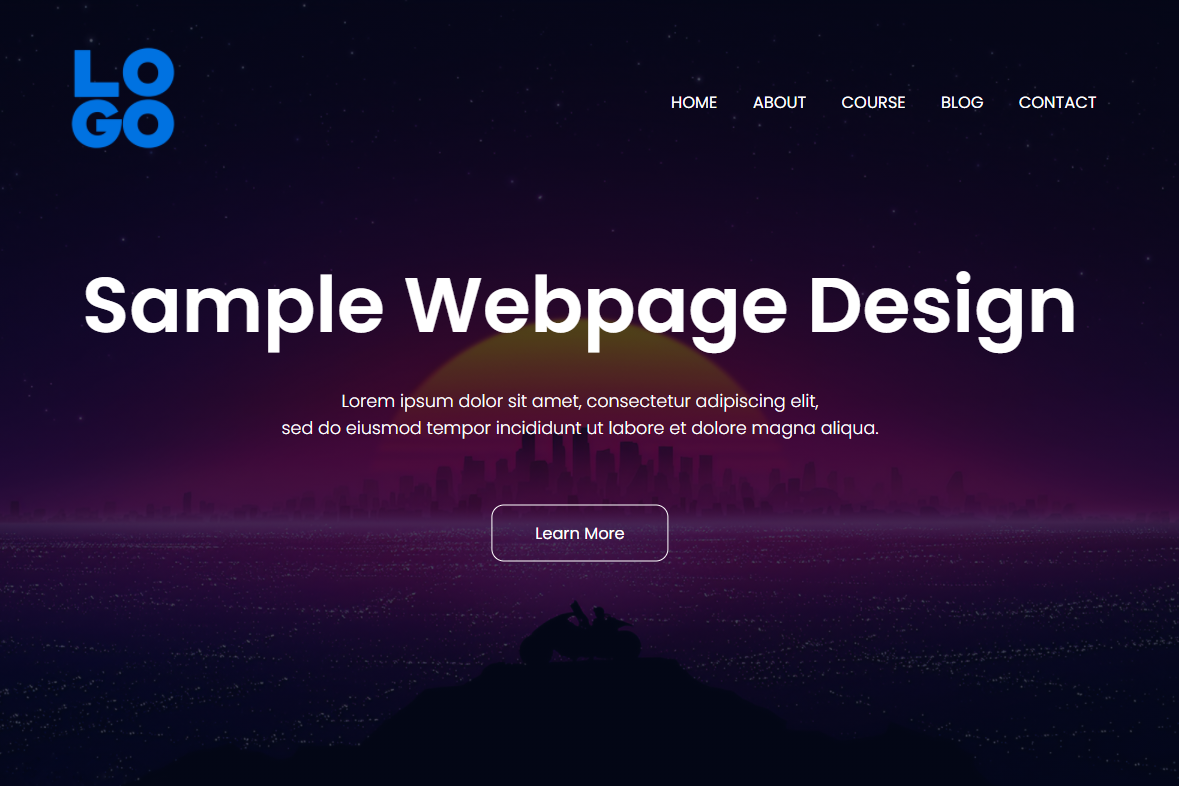 LO
GO
HOME ABOUT COURSE BLOG CONTACT
Sample Webpage Design
Lorem ipsum dolor sit amet, consectetur adipiscing elit,
sed do eiusmod tempor incididunt ut labore et dolore magna aliqua.
Learn More